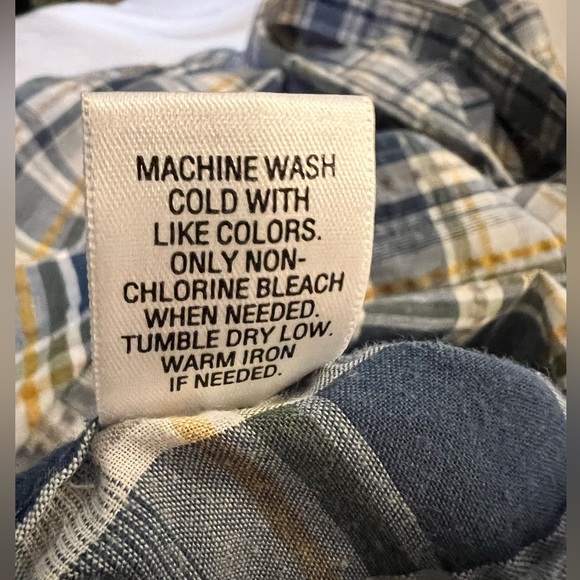 MACHINE WASH
COLD WITH
LIKE COLORS.
ONLY NON-
CHLORINE BLEACH
WHEN NEEDED.
TUMBLE DRY LOW.
WARM IRON
IF NEEDED.